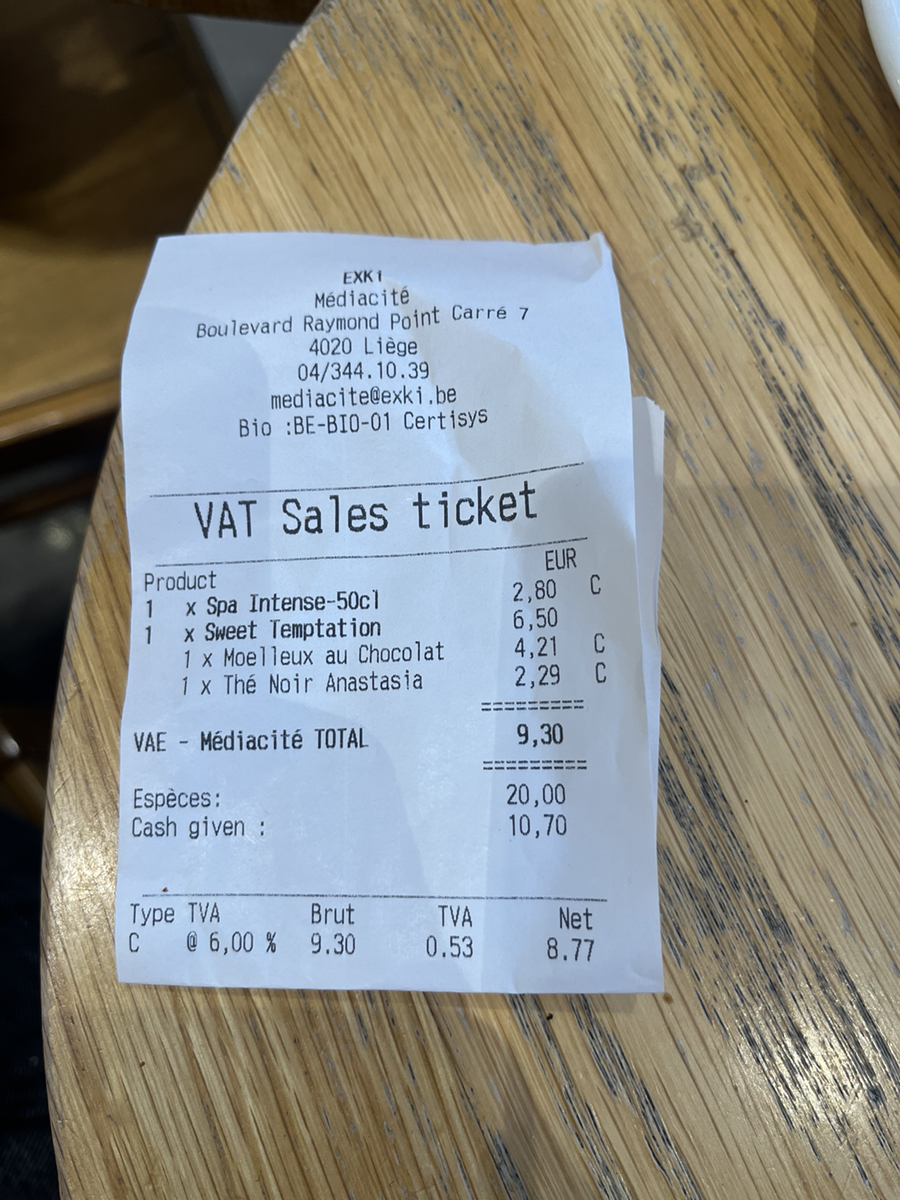 EXKi
Médiacité
Boulevard Raymond Point Carré 7
4020 Liège
04/344.10.39
mediacite@exki.be
Bio :BE-BIO-01 Certisys
VAT Sales ticket
Product EUR
1 x Spa Intense-50cl 2,80 C
1 x Sweet Temptation 6,50
1 x Moelleux au Chocolat 4,21 C
1 x Thé Noir Anastasia 2,29 C
=========
VAE - Médiacité TOTAL 9,30
=========
Espèces: 20,00
Cash given : 10,70
Type TVA Brut TVA Net
C @ 6,00 % 9.30 0.53 8.77